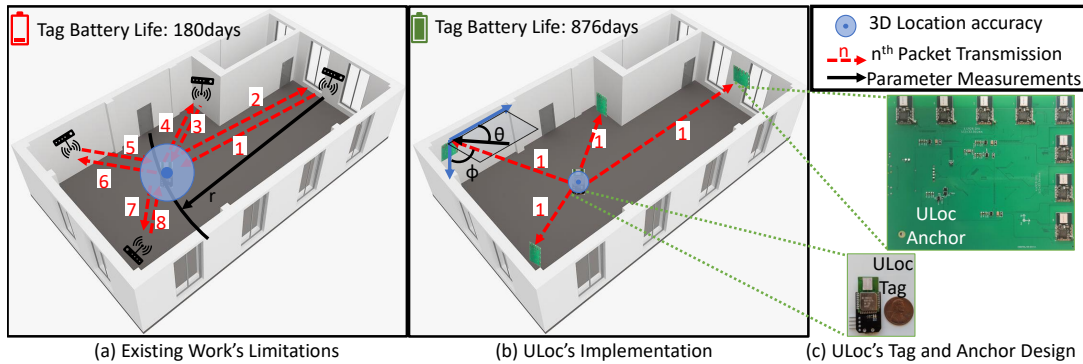 Tag Battery Life: 180days
2
4
3
1
5
6
r
7
8
(a) Existing Work's Limitations
Tag Battery Life: 876days
θ
ϕ
1
1
1
1
(b) ULoc's Implementation
3D Location accuracy
n
nth Packet Transmission
Parameter Measurements
ULoc
Anchor
ULoc
Tag
(c) ULoc's Tag and Anchor Design